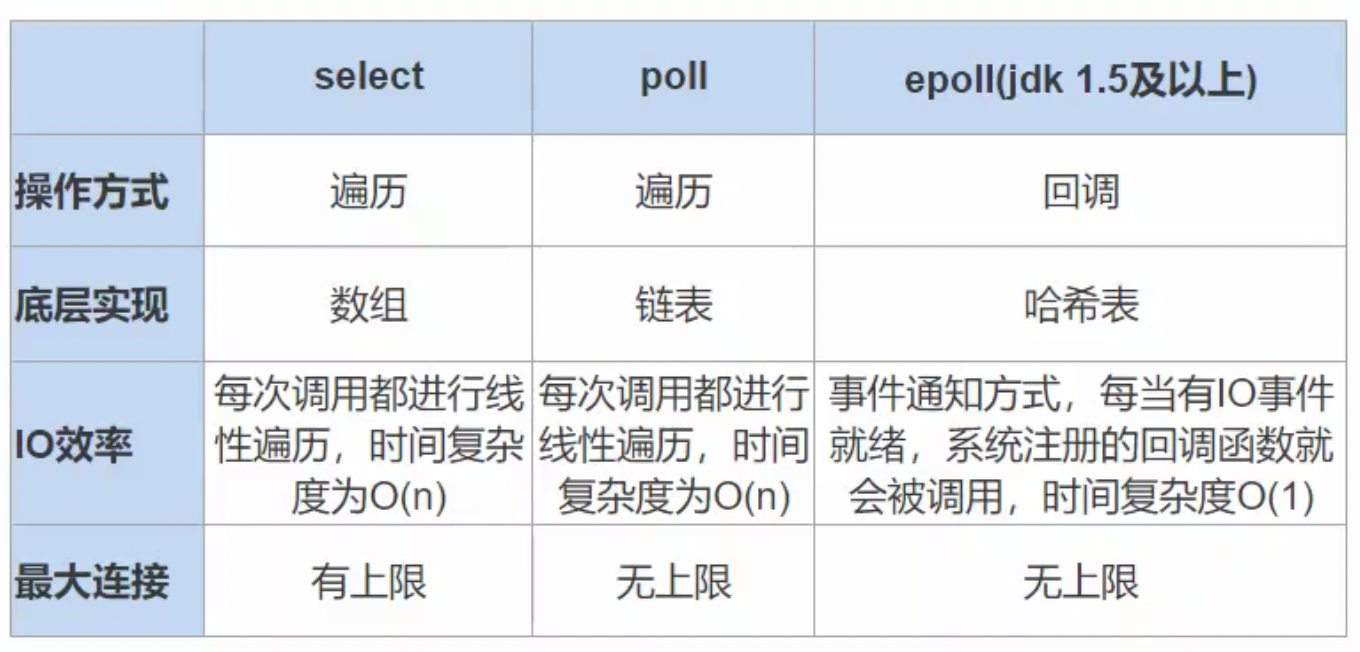 select
poll
epoll(jdk 1.5及以上)
操作方式
遍历
遍历
回调
底层实现
数组
链表
哈希表
IO效率
每次调用都进行线
性遍历，时间复杂
度为O(n)
每次调用都进行
线性遍历，时间
复杂度为O(n)
事件通知方式，每当有IO事件
就绪，系统注册的回调函数就
会被调用，时间复杂度O(1)
最大连接
有上限
无上限
无上限